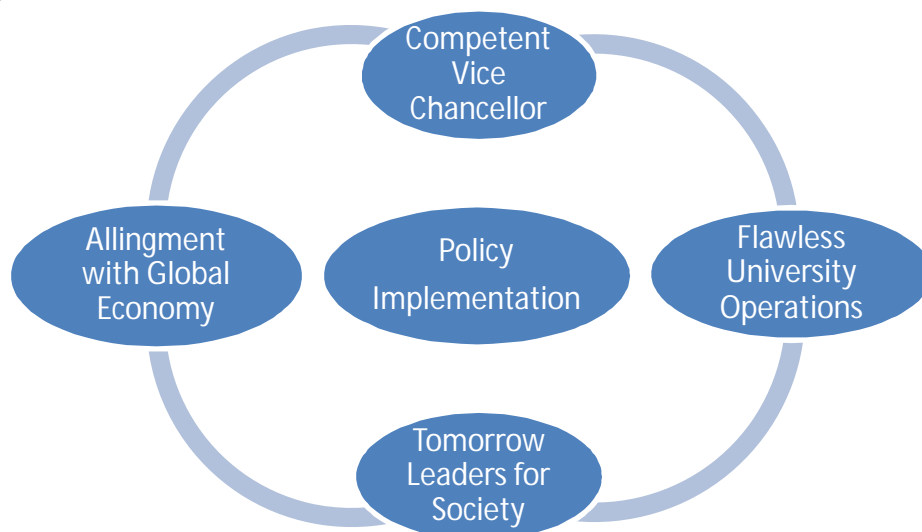 Competent
Vice
Chancellor
Allingment
with Global
Economy
Policy
Implementation
Flawless
University
Operations
Tomorrow
Leaders for
Society